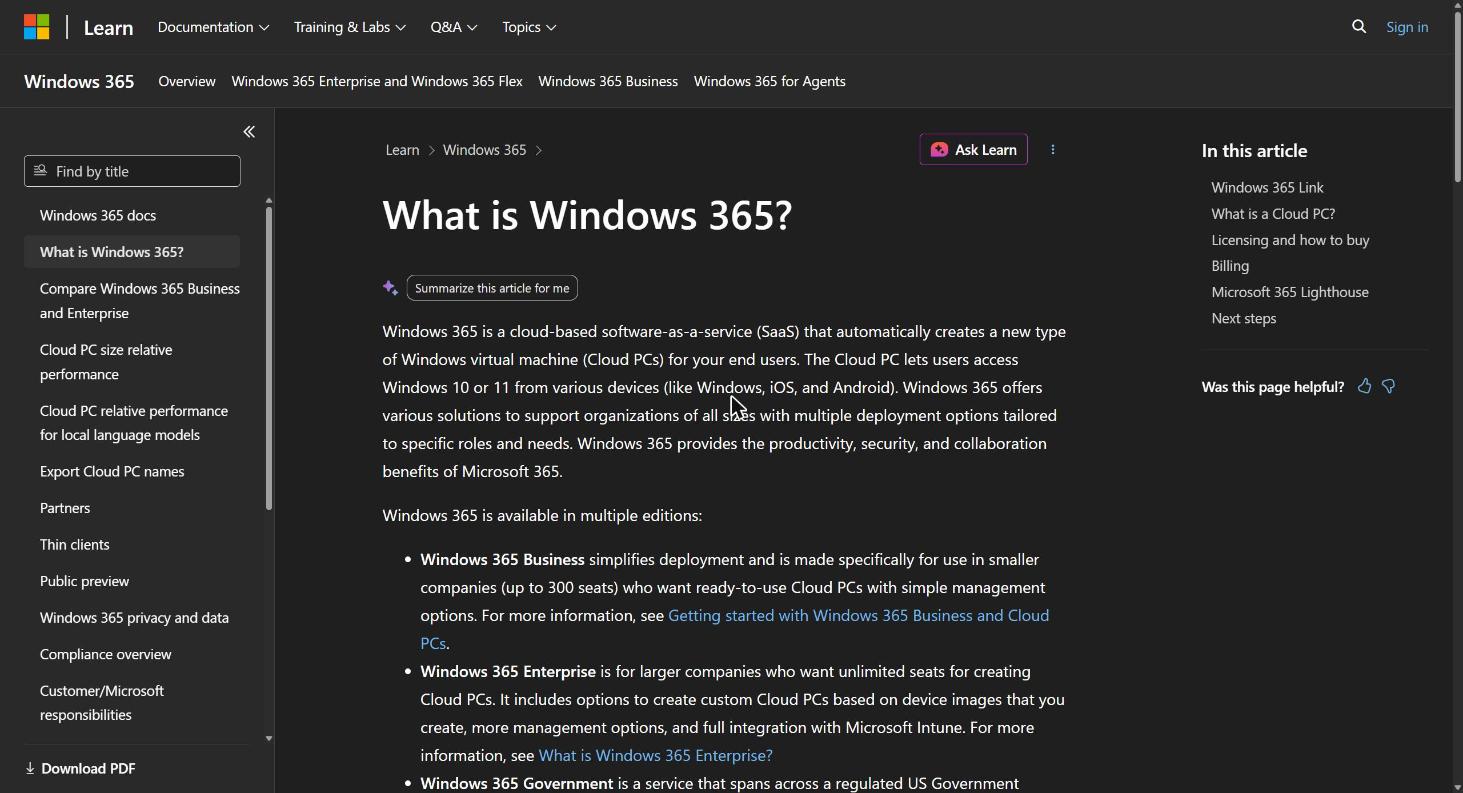 Learn Documentation Training & Labs Q&A Topics Sign in
Windows 365 Overview Windows 365 Enterprise and Windows 365 Flex Windows 365 Business Windows 365 for Agents
Find by title
Windows 365 docs
What is Windows 365?
Compare Windows 365 Business
and Enterprise
Cloud PC size relative
performance
Cloud PC relative performance
for local language models
Export Cloud PC names
Partners
Thin clients
Public preview
Windows 365 privacy and data
Compliance overview
Customer/Microsoft
responsibilities
Download PDF
Learn > Windows 365 >
Ask Learn
What is Windows 365?
Summarize this article for me
Windows 365 is a cloud-based software-as-a-service (SaaS) that automatically creates a new type
of Windows virtual machine (Cloud PCs) for your end users. The Cloud PC lets users access
Windows 10 or 11 from various devices (like Windows, iOS, and Android). Windows 365 offers
various solutions to support organizations of all sizes with multiple deployment options tailored
to specific roles and needs. Windows 365 provides the productivity, security, and collaboration
benefits of Microsoft 365.
Windows 365 is available in multiple editions:
• Windows 365 Business simplifies deployment and is made specifically for use in smaller
companies (up to 300 seats) who want ready-to-use Cloud PCs with simple management
options. For more information, see Getting started with Windows 365 Business and Cloud
PCs.
• Windows 365 Enterprise is for larger companies who want unlimited seats for creating
Cloud PCs. It includes options to create custom Cloud PCs based on device images that you
create, more management options, and full integration with Microsoft Intune. For more
information, see What is Windows 365 Enterprise?
• Windows 365 Government is a service that spans across a regulated US Government
In this article
Windows 365 Link
What is a Cloud PC?
Licensing and how to buy
Billing
Microsoft 365 Lighthouse
Next steps
Was this page helpful?